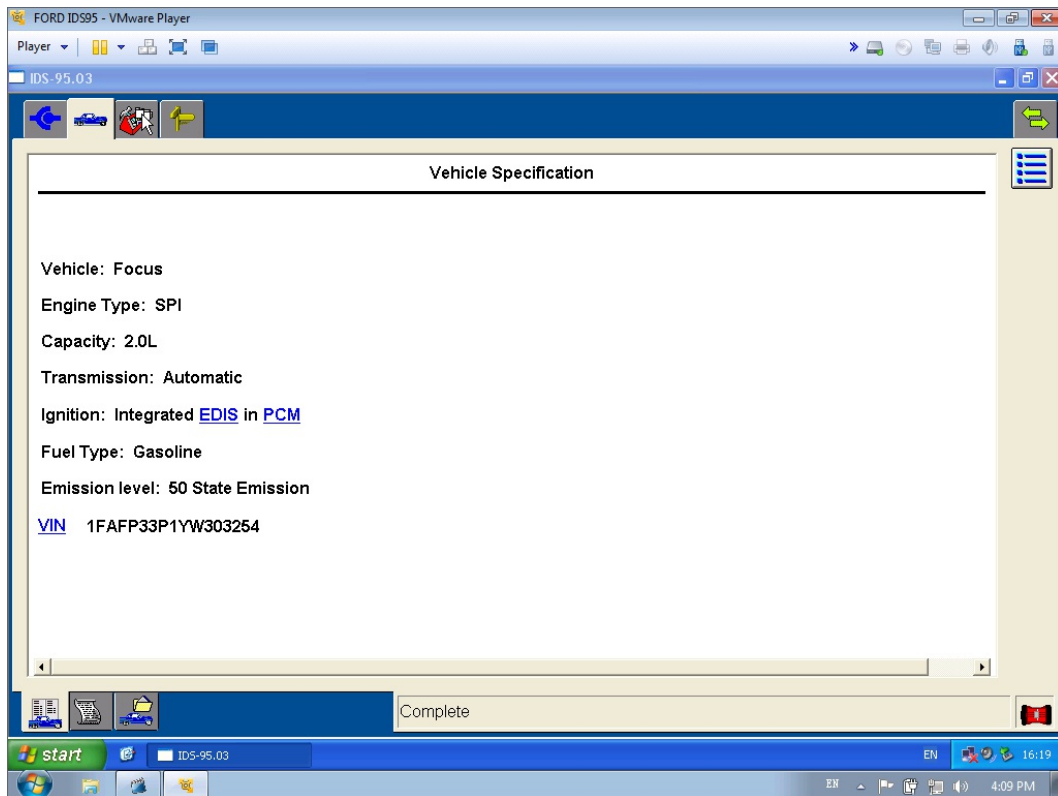 FORD IDS95 - VMware Player
Player
IDS-95.03
Vehicle Specification
Vehicle: Focus
Engine Type: SPI
Capacity: 2.0L
Transmission: Automatic
Ignition: Integrated EDIS in PCM
Fuel Type: Gasoline
Emission level: 50 State Emission
VIN 1FAFP33P1YW303254
Complete
start
IDS-95.03
EN
16:19
EN
4:09 PM